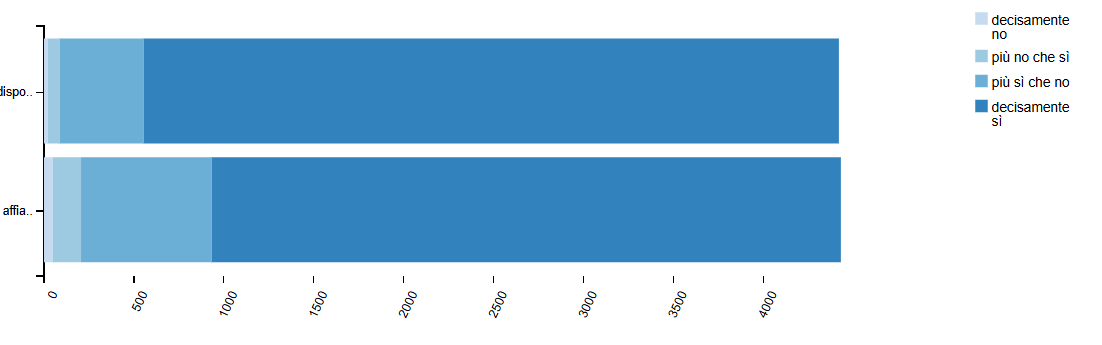 decisamente
no
più no che sì
più sì che no
decisamente
sì
dispo..
affia..
0
500
1000
1500
2000
2500
3000
3500
4000